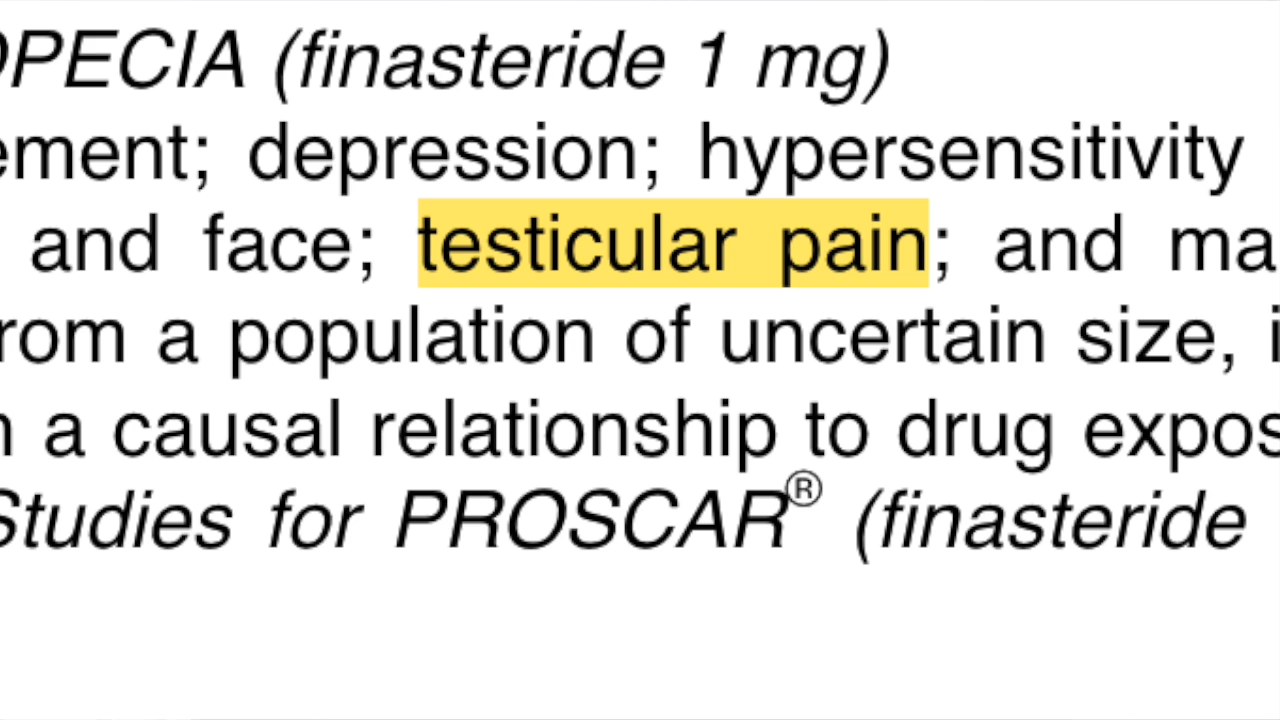 OPECIA (finasteride 1 mg)
ement; depression; hypersensitivity
and face; testicular pain; and ma
rom a population of uncertain size, i
a causal relationship to drug expos
Studies for PROSCAR® (finasteride